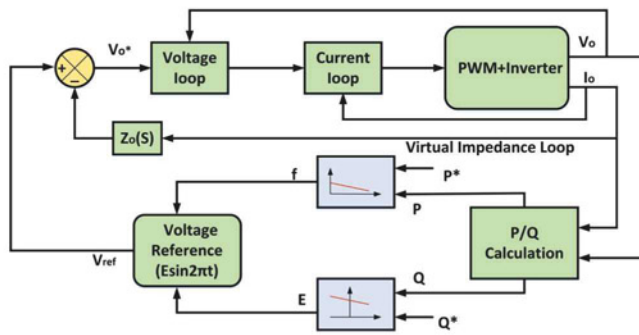 Vo*
Voltage
loop
Current
loop
PWM+Inverter
Vo
Io
+
−
Zo(S)
Virtual Impedance Loop
f
P*
P
Voltage
Reference
(Esin2πt)
P/Q
Calculation
Vref
E
Q
Q*